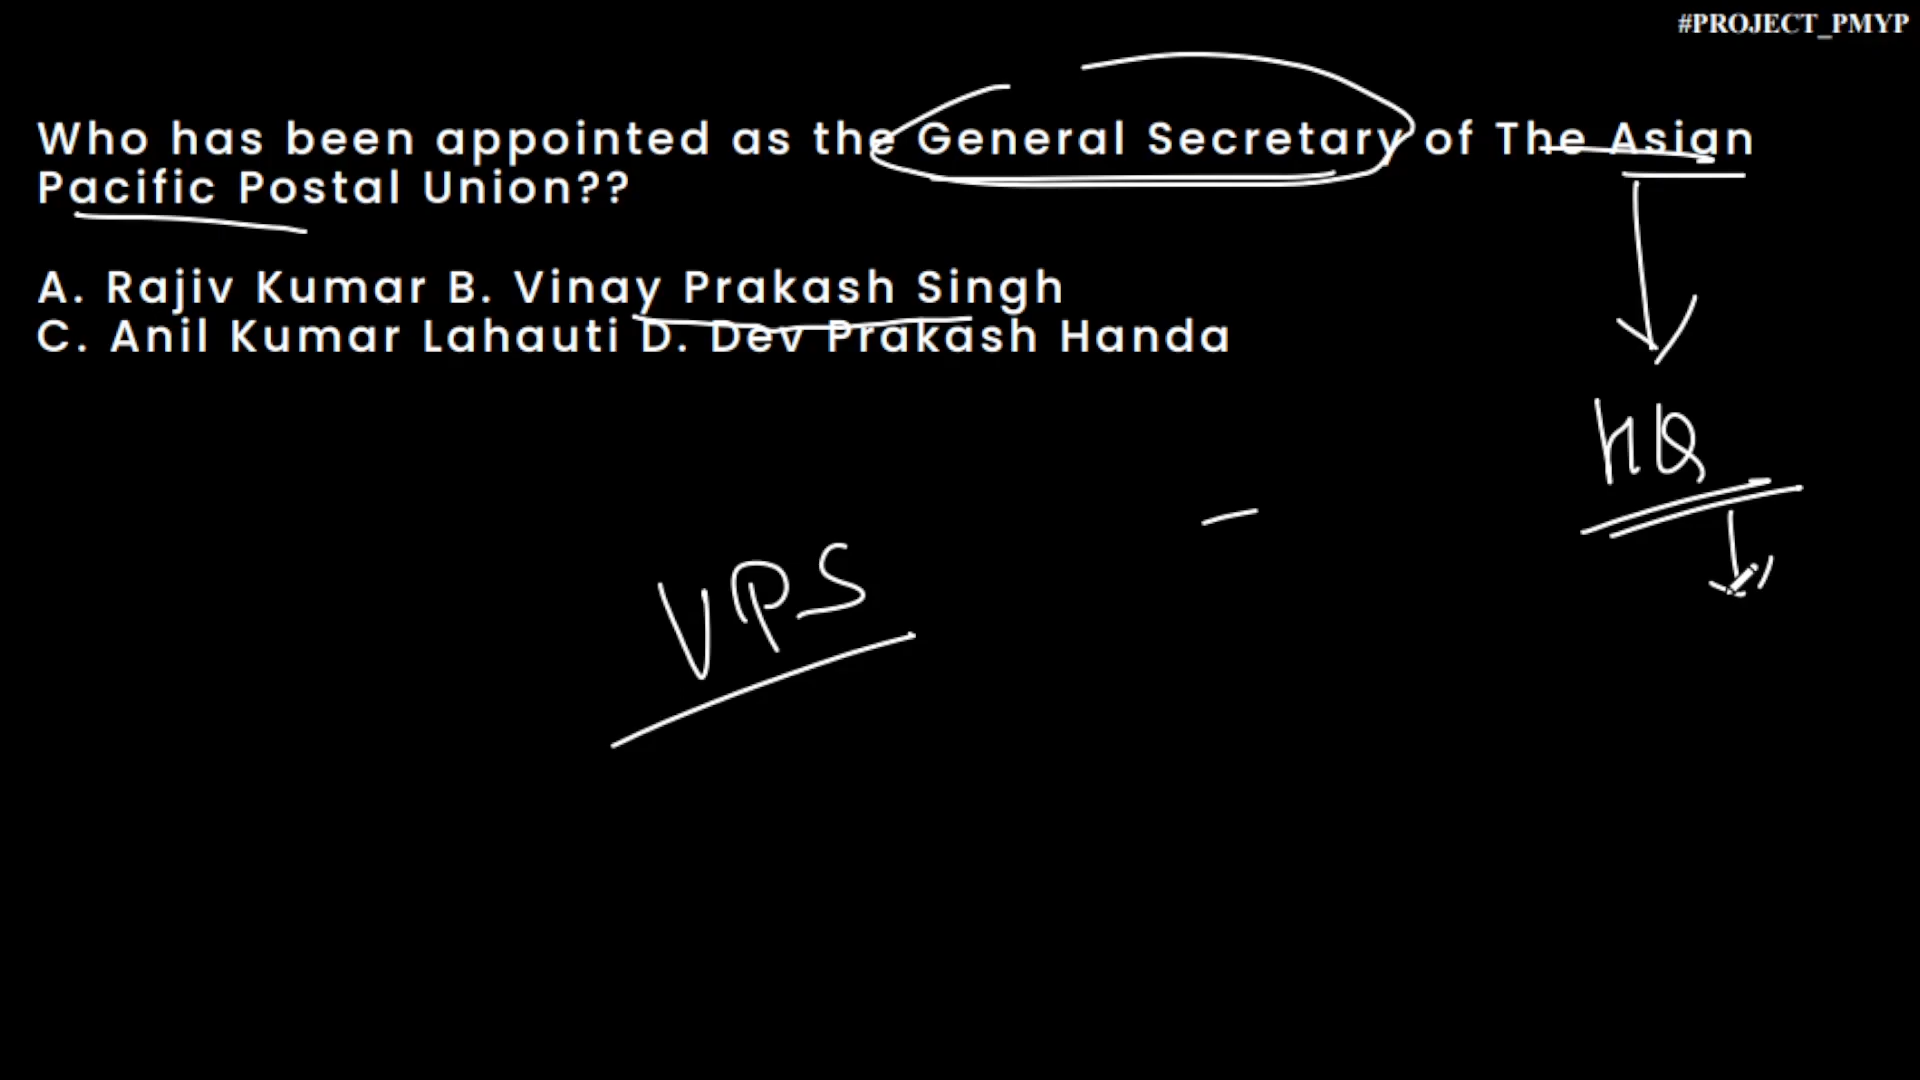 #PROJECT_PMYP
Who has been appointed as the General Secretary of The Asian
Pacific Postal Union??
A. Rajiv Kumar B. Vinay Prakash Singh
C. Anil Kumar Lahauti D. Dev Prakash Handa
HQ
VPS